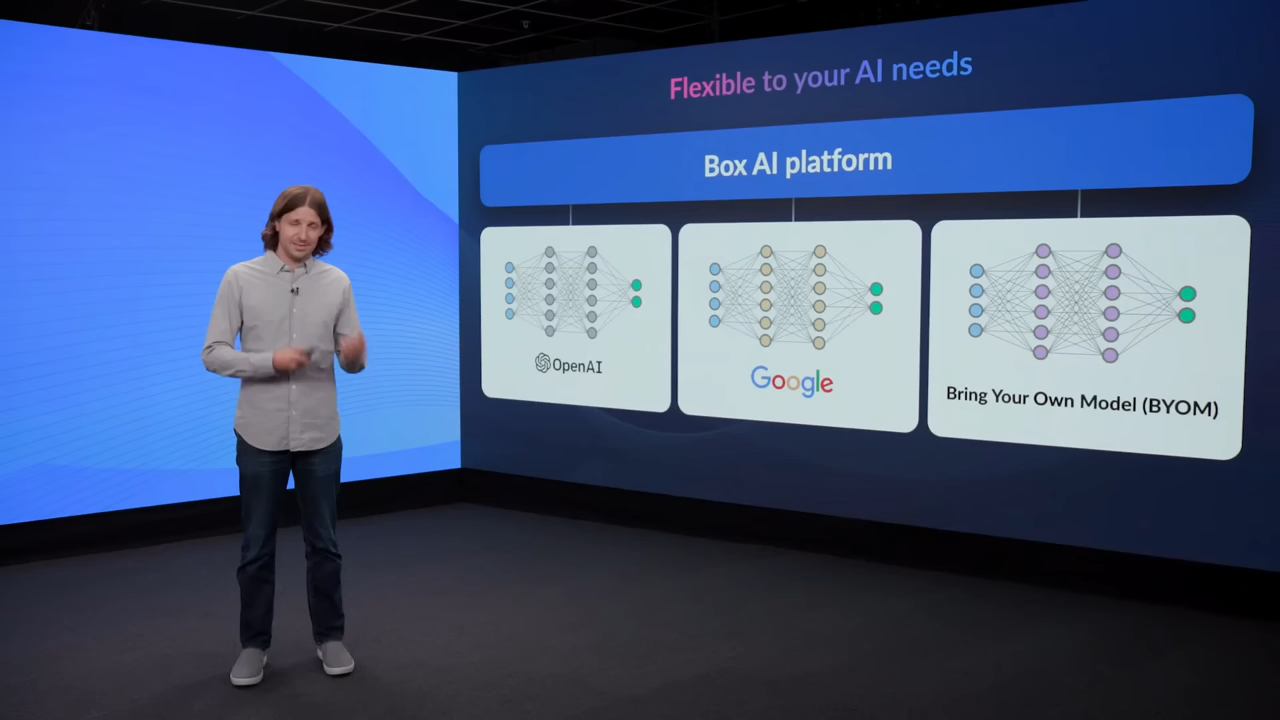 Flexible to your AI needs
Box AI platform
OpenAI
Google
Bring Your Own Model (BYOM)